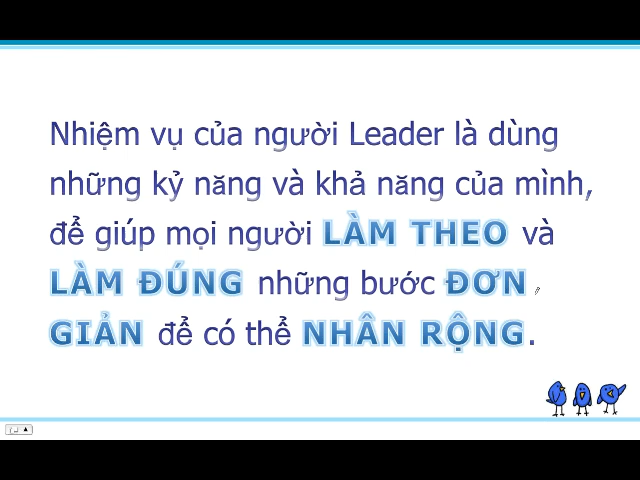 Nhiệm vụ của người Leader là dùng
những kỷ năng và khả năng của mình,
để giúp mọi người LÀM THEO và
LÀM ĐÚNG những bước ĐƠN
GIẢN để có thể NHÂN RỘNG.